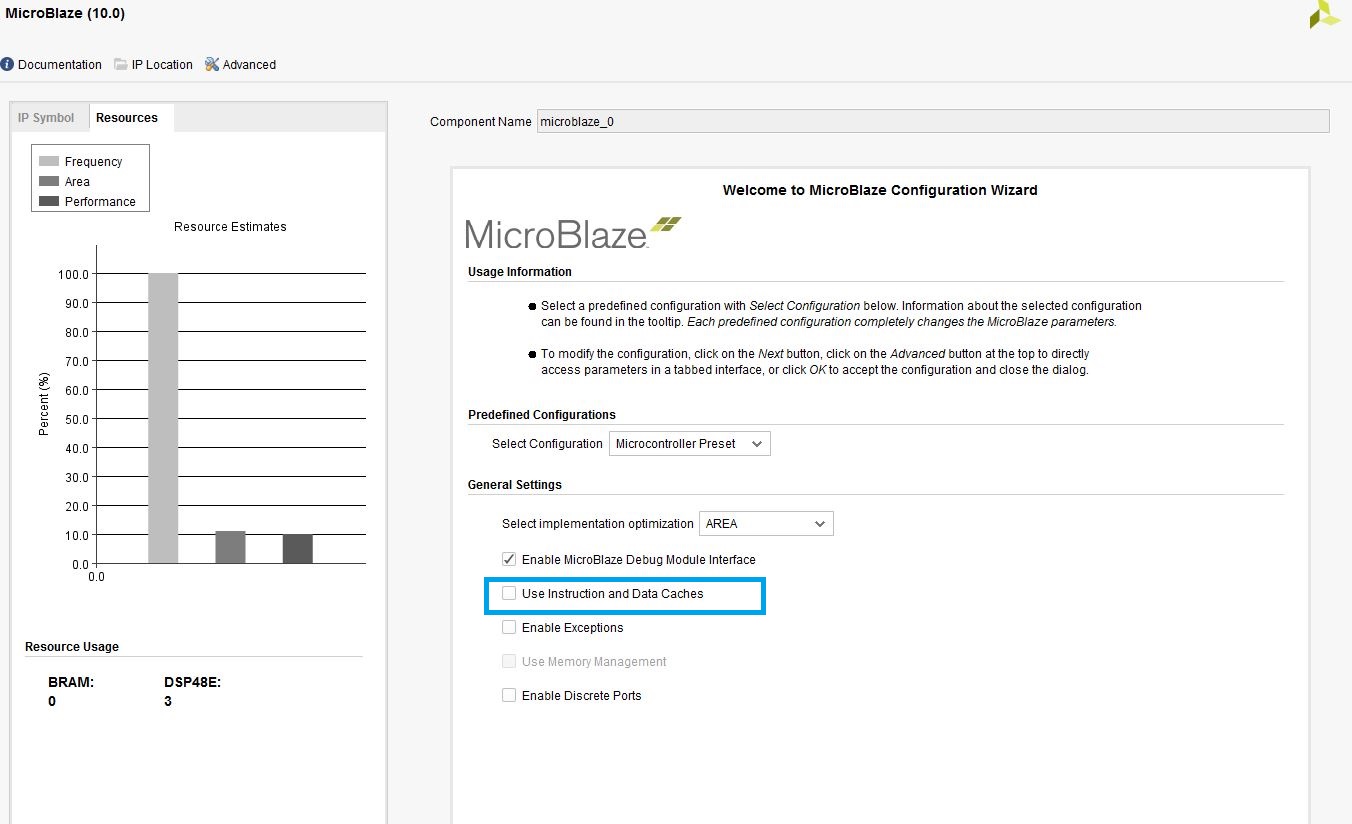 MicroBlaze (10.0)
Documentation IP Location Advanced
IP Symbol Resources
Frequency
Area
Performance
Resource Estimates
100.0
90.0
80.0
70.0
60.0
50.0
40.0
30.0
20.0
10.0
0.0
0.0
Percent (%)
Resource Usage
BRAM: DSP48E:
0 3
Component Name microblaze_0
Welcome to MicroBlaze Configuration Wizard
MicroBlaze
Usage Information
Select a predefined configuration with Select Configuration below. Information about the selected configuration
can be found in the tooltip. Each predefined configuration completely changes the MicroBlaze parameters.
To modify the configuration, click on the Next button, click on the Advanced button at the top to directly
access parameters in a tabbed interface, or click OK to accept the configuration and close the dialog.
Predefined Configurations
Select Configuration Microcontroller Preset
General Settings
Select implementation optimization AREA
Enable MicroBlaze Debug Module Interface
Use Instruction and Data Caches
Enable Exceptions
Use Memory Management
Enable Discrete Ports